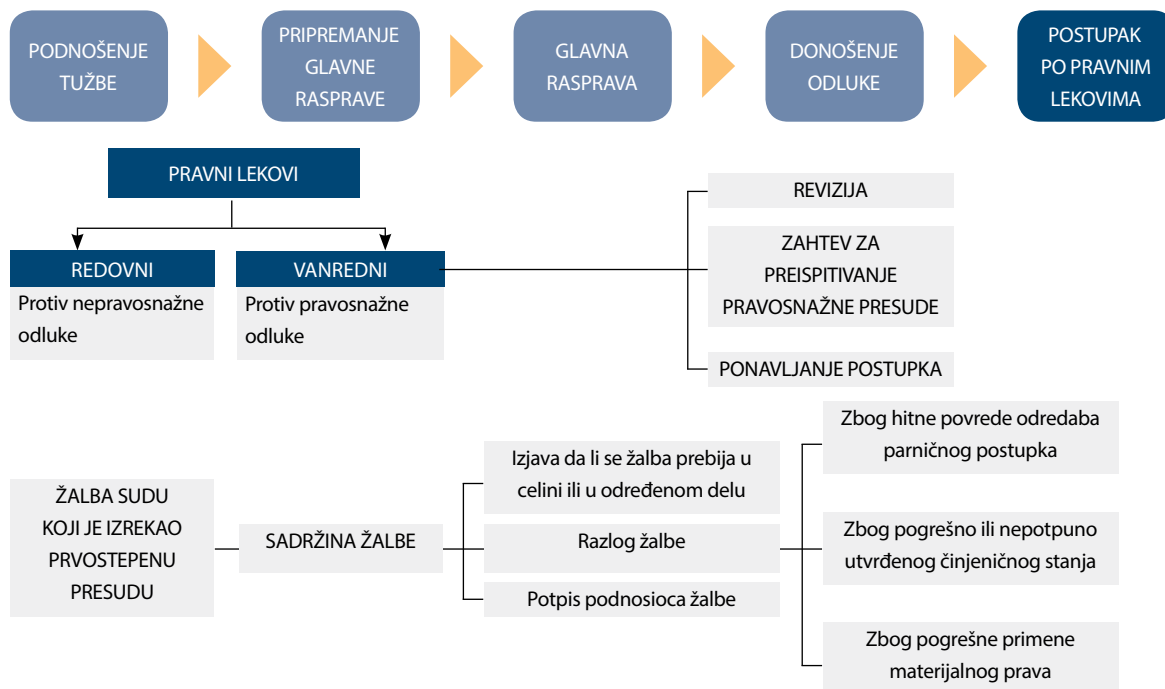 PODNOŠENJE
TUŽBE
PRIPREMANJE
GLAVNE
RASPRAVE
GLAVNA
RASPRAVA
DONOŠENJE
ODLUKE
POSTUPAK
PO PRAVNIM
LEKOVIMA
PRAVNI LEKOVI
REDOVNI
Protiv nepravosnažne
odluke
VANREDNI
Protiv pravosnažne
odluke
REVIZIJA
ZAHTEV ZA
PREISPITIVANJE
PRAVOSNAŽNE PRESUDE
PONAVLJANJE POSTUPKA
ŽALBA SUDU
KOJI JE IZREKAO
PRVOSTEPENU
PRESUDU
SADRŽINA ŽALBE
Izjava da li se žalba prebija u
celini ili u određenom delu
Razlog žalbe
Potpis podnosioca žalbe
Zbog hitne povrede odredaba
parničnog postupka
Zbog pogrešno ili nepotpuno
utvrđenog činjeničnog stanja
Zbog pogrešne primene
materijalnog prava